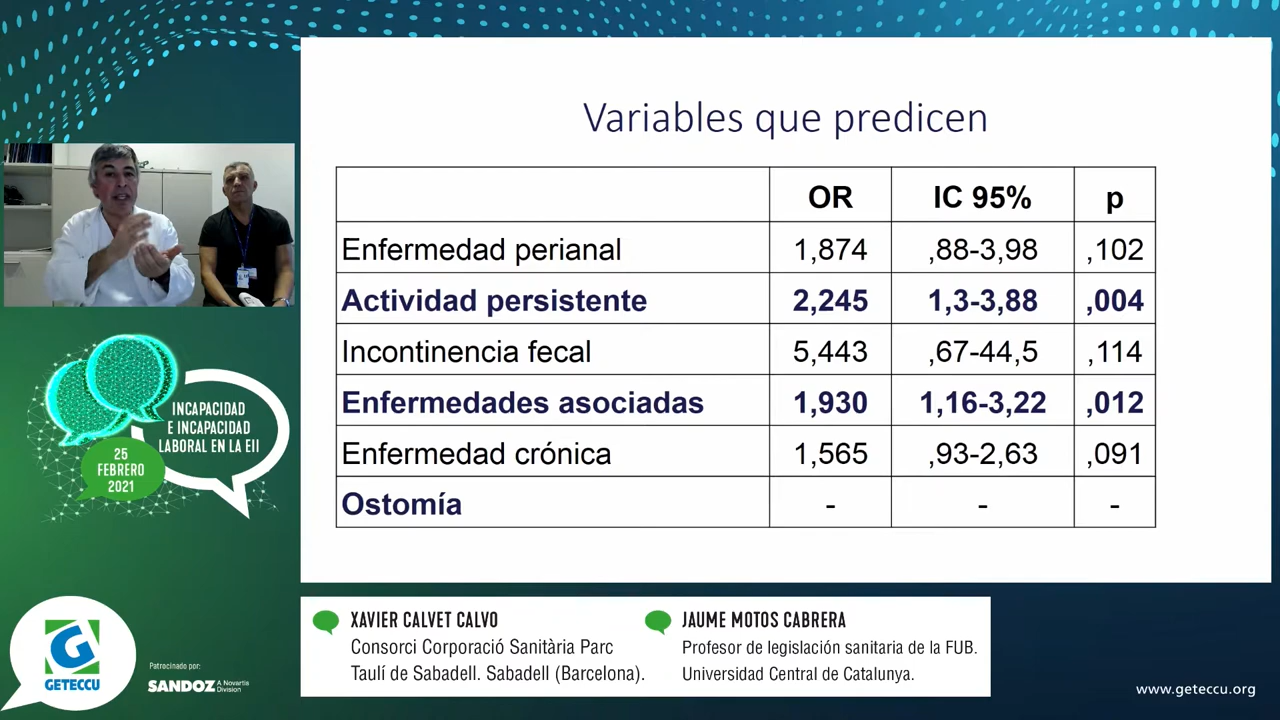 Variables que predicen
OR IC 95% p
Enfermedad perianal 1,874 ,88-3,98 ,102
Actividad persistente 2,245 1,3-3,88 ,004
Incontinencia fecal 5,443 ,67-44,5 ,114
Enfermedades asociadas 1,930 1,16-3,22 ,012
Enfermedad crónica 1,565 ,93-2,63 ,091
Ostomía - - -
INCAPACIDAD
E INCAPACIDAD
LABORAL EN LA EII
25
FEBRERO
2021
G
GETECCU
Patrocinado por:
SANDOZ A Novartis
Division
XAVIER CALVET CALVO
Consorci Corporació Sanitària Parc
Taulí de Sabadell. Sabadell (Barcelona).
JAUME MOTOS CABRERA
Profesor de legislación sanitaria de la FUB.
Universidad Central de Catalunya.
www.geteccu.org